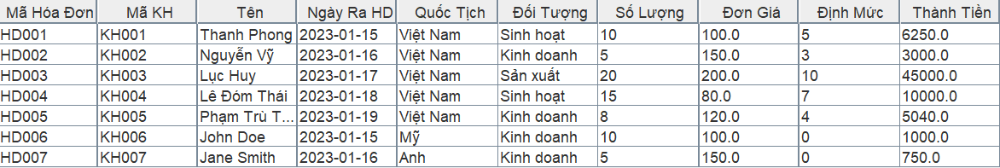 Mã Hóa Đơn Mã KH Tên Ngày Ra HD Quốc Tịch Đối Tượng Số Lượng Đơn Giá Định Mức Thành Tiền
HD001 KH001 Thanh Phong 2023-01-15 Việt Nam Sinh hoạt 10 100.0 5 6250.0
HD002 KH002 Nguyễn Vỹ 2023-01-16 Việt Nam Kinh doanh 5 150.0 3 3000.0
HD003 KH003 Lục Huy 2023-01-17 Việt Nam Sản xuất 20 200.0 10 45000.0
HD004 KH004 Lê Đóm Thái 2023-01-18 Việt Nam Sinh hoạt 15 80.0 7 10000.0
HD005 KH005 Phạm Trù T... 2023-01-19 Việt Nam Kinh doanh 8 120.0 4 5040.0
HD006 KH006 John Doe 2023-01-15 Mỹ Kinh doanh 10 100.0 0 1000.0
HD007 KH007 Jane Smith 2023-01-16 Anh Kinh doanh 5 150.0 0 750.0